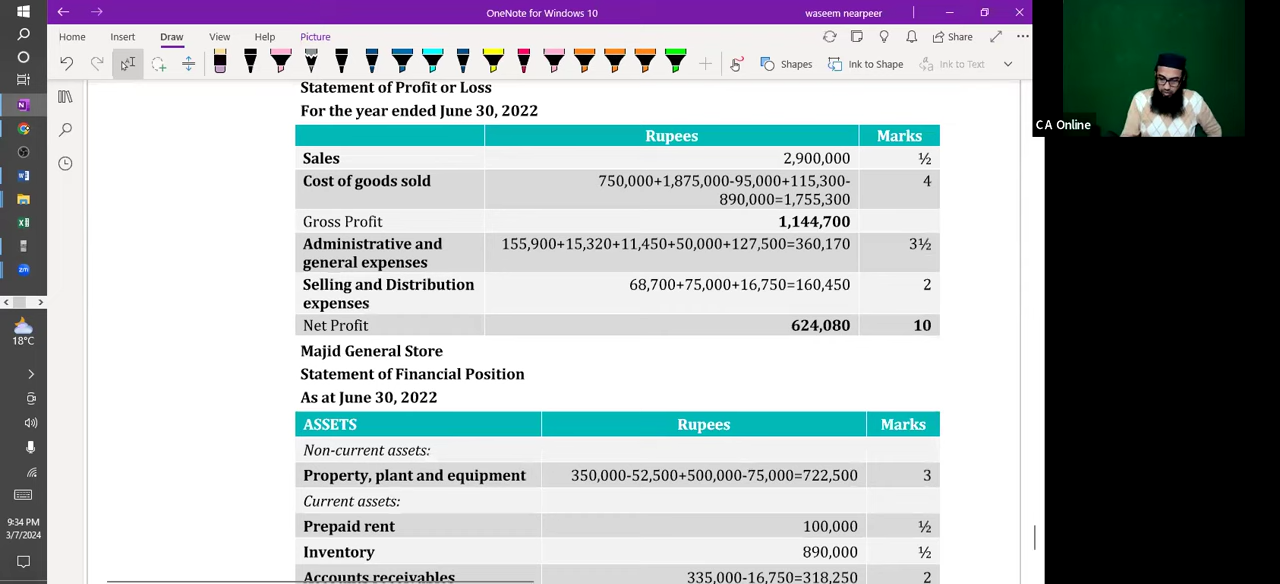 OneNote for Windows 10
waseem nearpeer
Home Insert Draw View Help Picture
Share
Shapes
Ink to Shape
Ink to Text
CA Online
Statement of Profit or Loss
For the year ended June 30, 2022
Rupees Marks
Sales 2,900,000 ½
Cost of goods sold 750,000+1,875,000-95,000+115,300- 4
890,000=1,755,300
Gross Profit 1,144,700
Administrative and 155,900+15,320+11,450+50,000+127,500=360,170 3½
general expenses
Selling and Distribution 68,700+75,000+16,750=160,450 2
expenses
Net Profit 624,080 10
Majid General Store
Statement of Financial Position
As at June 30, 2022
ASSETS Rupees Marks
Non-current assets:
Property, plant and equipment 350,000-52,500+500,000-75,000=722,500 3
Current assets:
Prepaid rent 100,000 ½
Inventory 890,000 ½
Accounts receivables 335,000-16,750=318,250 2
18°C
9:34 PM
3/7/2024